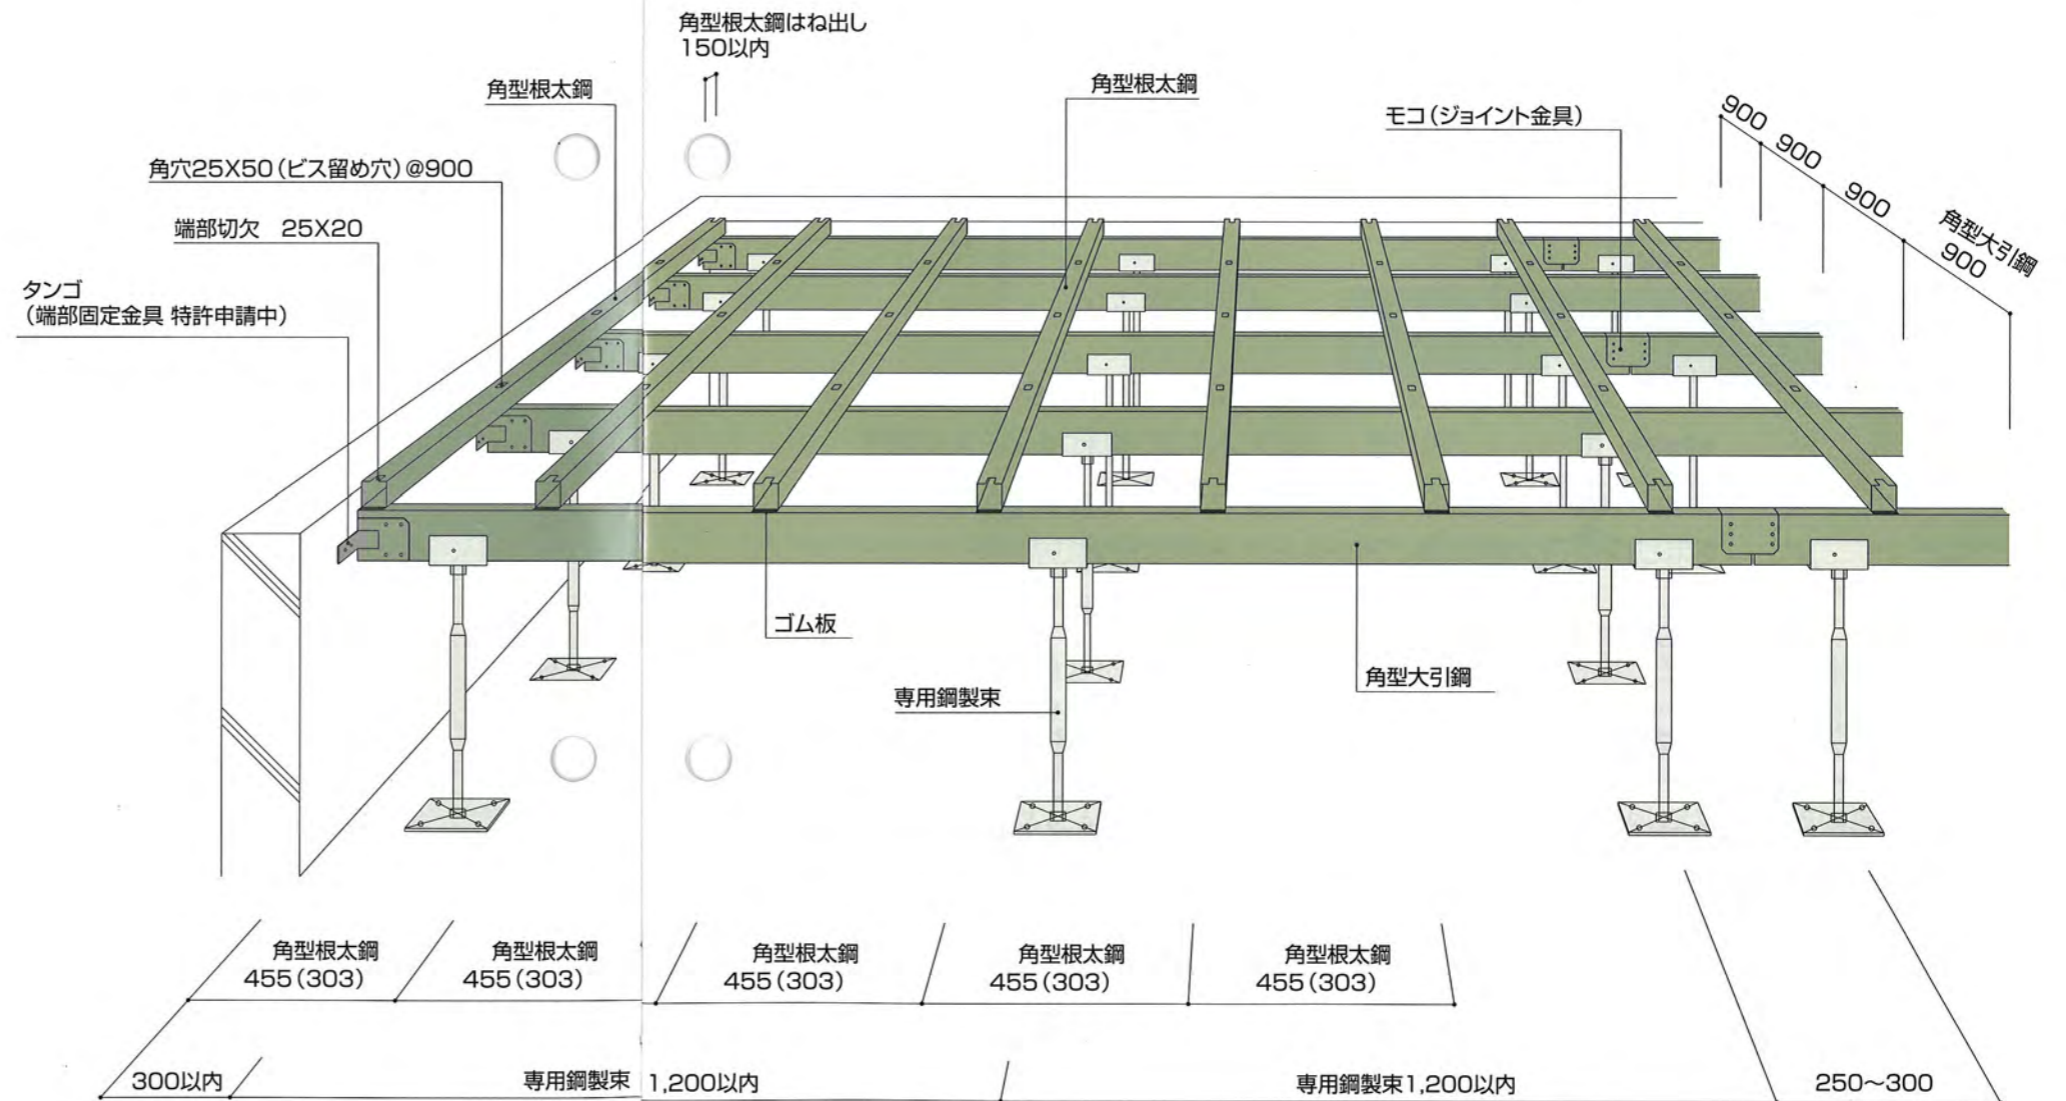 角型根太鋼はね出し
150以内
角型根太鋼
角型根太鋼
モコ（ジョイント金具）
900
900
900
角型大引鋼
900
角穴25X50（ビス留め穴）@900
端部切欠　25X20
タンゴ
（端部固定金具 特許申請中）
ゴム板
専用鋼製束
角型大引鋼
角型根太鋼
455（303）
角型根太鋼
455（303）
角型根太鋼
455（303）
角型根太鋼
455（303）
角型根太鋼
455（303）
300以内
専用鋼製束 1,200以内
専用鋼製束1,200以内
250〜300